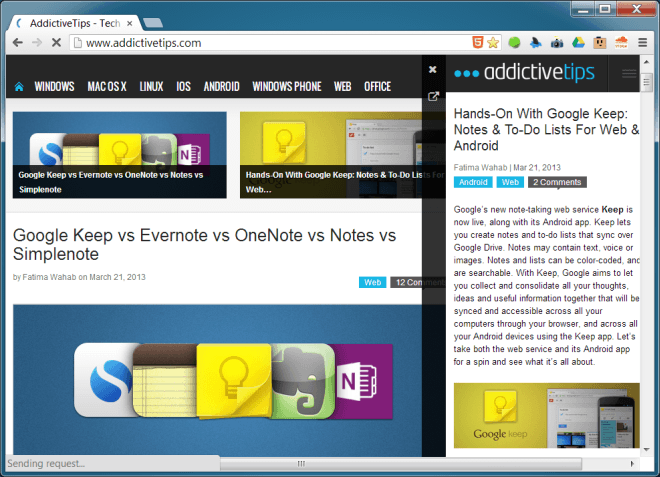 AddictiveTips - Tech
www.addictivetips.com
WINDOWS MAC OS X LINUX IOS ANDROID WINDOWS PHONE WEB OFFICE
Google Keep vs Evernote vs OneNote vs Notes vs
Simplenote
Hands-On With Google Keep: Notes & To-Do Lists For
Web...
Google Keep vs Evernote vs OneNote vs Notes vs
Simplenote
by Fatima Wahab on March 21, 2013
Web 12 Comment
N
addictivetips
Hands-On With Google Keep:
Notes & To-Do Lists For Web &
Android
Fatima Wahab | Mar 21, 2013
Android Web 2 Comments
Google's new note-taking web service Keep is
now live, along with its Android app. Keep lets
you create notes and to-do lists that sync over
Google Drive. Notes may contain text, voice or
images. Notes and lists can be color-coded, and
are searchable. With Keep, Google aims to let
you collect and consolidate all your thoughts,
ideas and useful information together that will be
synced and accessible across all your
computers through your browser, and across all
your Android devices using the Keep app. Let's
take both the web service and its Android app
for a spin and see what it's all about.
Google keep
Sending request...